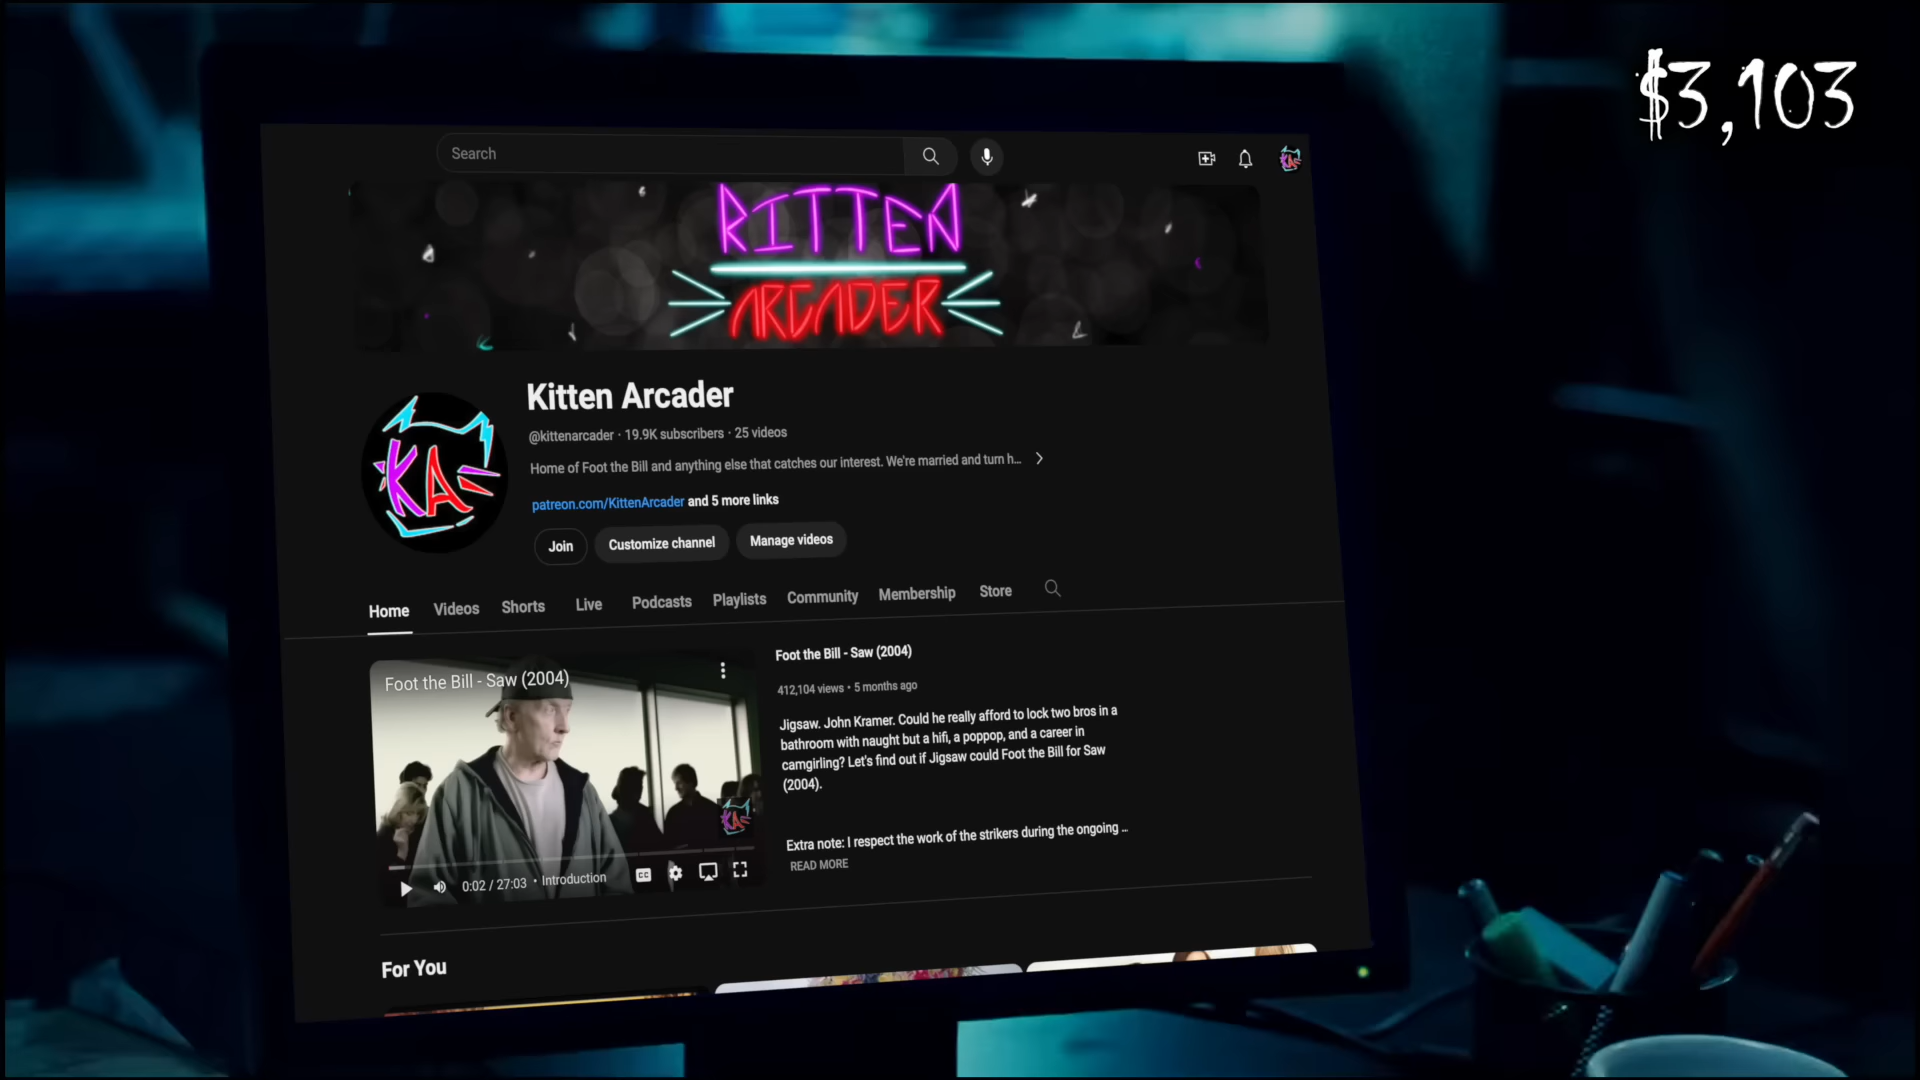 $3,103
Search
KITTEN
ARCADER
KA
Kitten Arcader
@kittenarcader · 19.9K subscribers · 25 videos
Home of Foot the Bill and anything else that catches our interest. We're married and turn h...
patreon.com/KittenArcader and 5 more links
Join Customize channel Manage videos
Home Videos Shorts Live Podcasts Playlists Community Membership Store
Foot the Bill - Saw (2004)
KA
0:02 / 27:03 • Introduction
CC
Foot the Bill - Saw (2004)
412,104 views • 5 months ago
Jigsaw. John Kramer. Could he really afford to lock two bros in a
bathroom with naught but a hifi, a poppop, and a career in
camgirling? Let's find out if Jigsaw could Foot the Bill for Saw
(2004).
Extra note: I respect the work of the strikers during the ongoing ...
READ MORE
For You